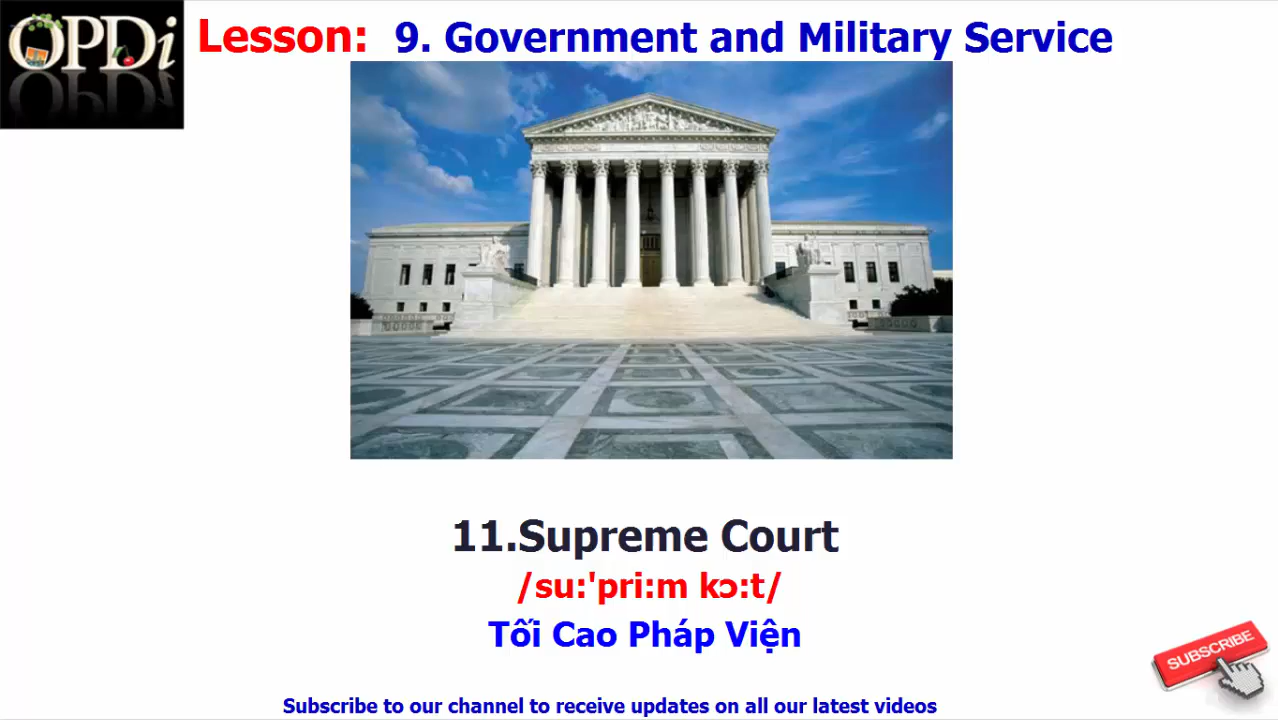 OPDi
Lesson: 9. Government and Military Service
11.Supreme Court
/su:'pri:m kɔ:t/
Tối Cao Pháp Viện
SUBSCRIBE
Subscribe to our channel to receive updates on all our latest videos